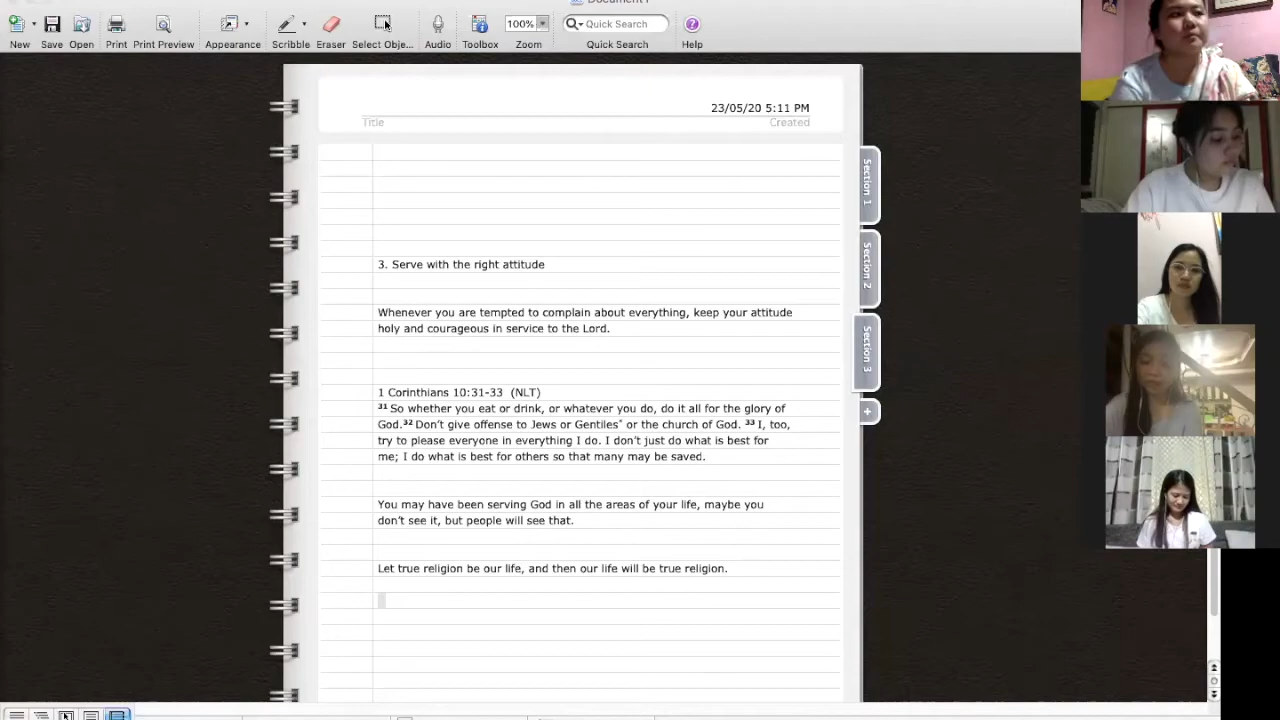 New Save Open Print Print Preview Appearance Scribble Eraser Select Obje... Audio Toolbox 100% Zoom Quick Search Quick Search Help
23/05/20 5:11 PM
Title Created
3. Serve with the right attitude
Whenever you are tempted to complain about everything, keep your attitude
holy and courageous in service to the Lord.
1 Corinthians 10:31-33 (NLT)
31 So whether you eat or drink, or whatever you do, do it all for the glory of
God.32 Don't give offense to Jews or Gentiles* or the church of God. 33 I, too,
try to please everyone in everything I do. I don't just do what is best for
me; I do what is best for others so that many may be saved.
You may have been serving God in all the areas of your life, maybe you
don't see it, but people will see that.
Let true religion be our life, and then our life will be true religion.
Section 1
Section 2
Section 3
+